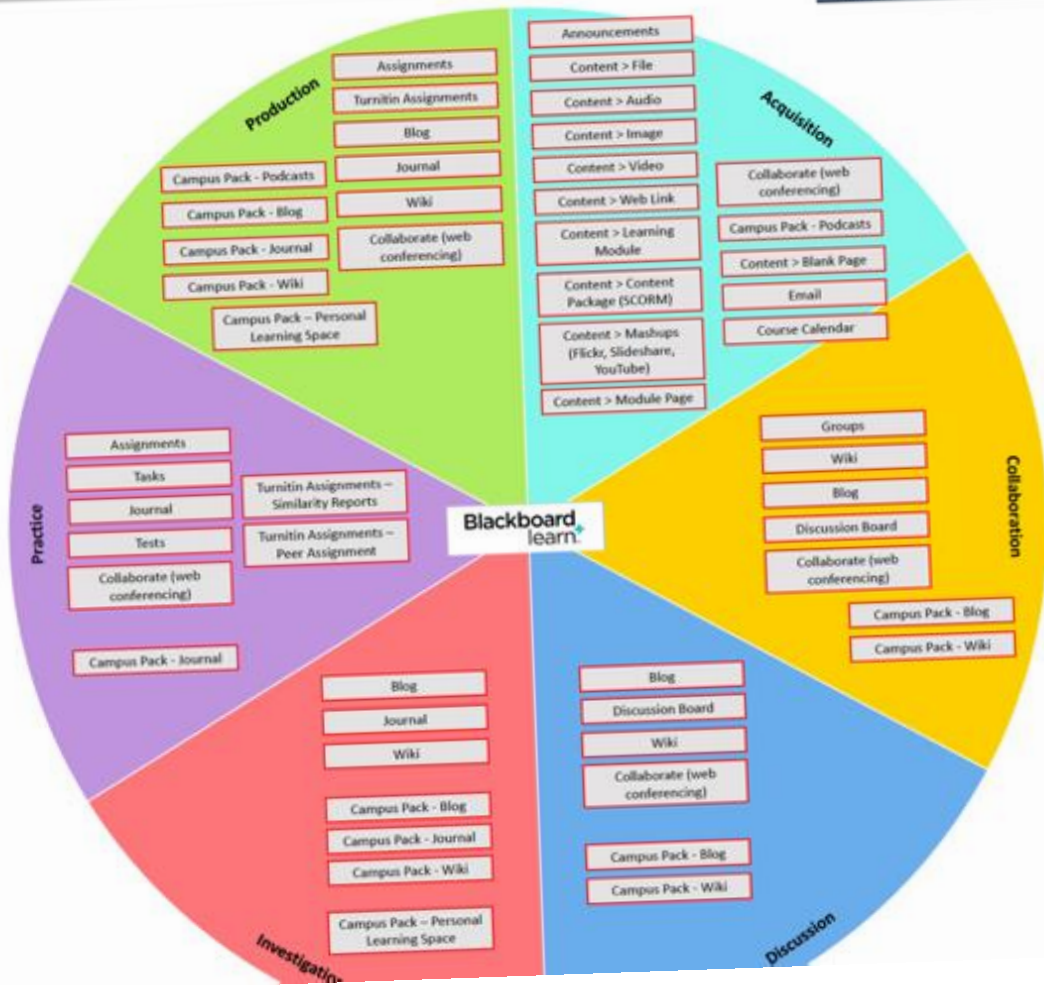 Production
Assignments
Turnitin Assignments
Blog
Journal
Wiki
Collaborate (web
conferencing)
Campus Pack - Podcasts
Campus Pack - Blog
Campus Pack - Journal
Campus Pack - Wiki
Campus Pack – Personal
Learning Space
Acquisition
Announcements
Content > File
Content > Audio
Content > Image
Content > Video
Content > Web Link
Content > Learning
Module
Content > Content
Package (SCORM)
Content > Mashups
(Flickr, Slideshare,
YouTube)
Content > Module Page
Collaborate (web
conferencing)
Campus Pack - Podcasts
Content > Blank Page
Email
Course Calendar
Practice
Assignments
Tasks
Journal
Tests
Collaborate (web
conferencing)
Campus Pack - Journal
Turnitin Assignments –
Similarity Reports
Turnitin Assignments –
Peer Assignment
Blackboard
learn+
Collaboration
Groups
Wiki
Blog
Discussion Board
Collaborate (web
conferencing)
Campus Pack - Blog
Campus Pack - Wiki
Investigation
Blog
Journal
Wiki
Campus Pack - Blog
Campus Pack - Journal
Campus Pack - Wiki
Campus Pack – Personal
Learning Space
Discussion
Blog
Discussion Board
Wiki
Collaborate (web
conferencing)
Campus Pack - Blog
Campus Pack - Wiki